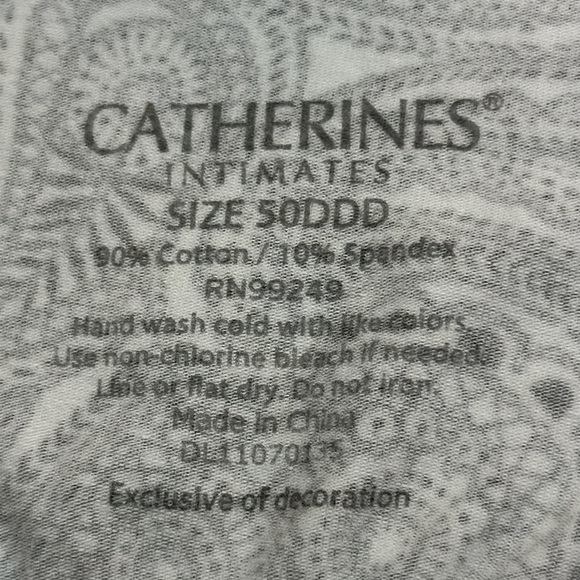 CATHERINES®
INTIMATES
SIZE 50DDD
90% Cotton / 10% Spandex
RN99249
Hand wash cold with like colors.
Use non-chlorine bleach if needed.
Line or flat dry. Do not iron.
Made in China
DL11070135
Exclusive of decoration